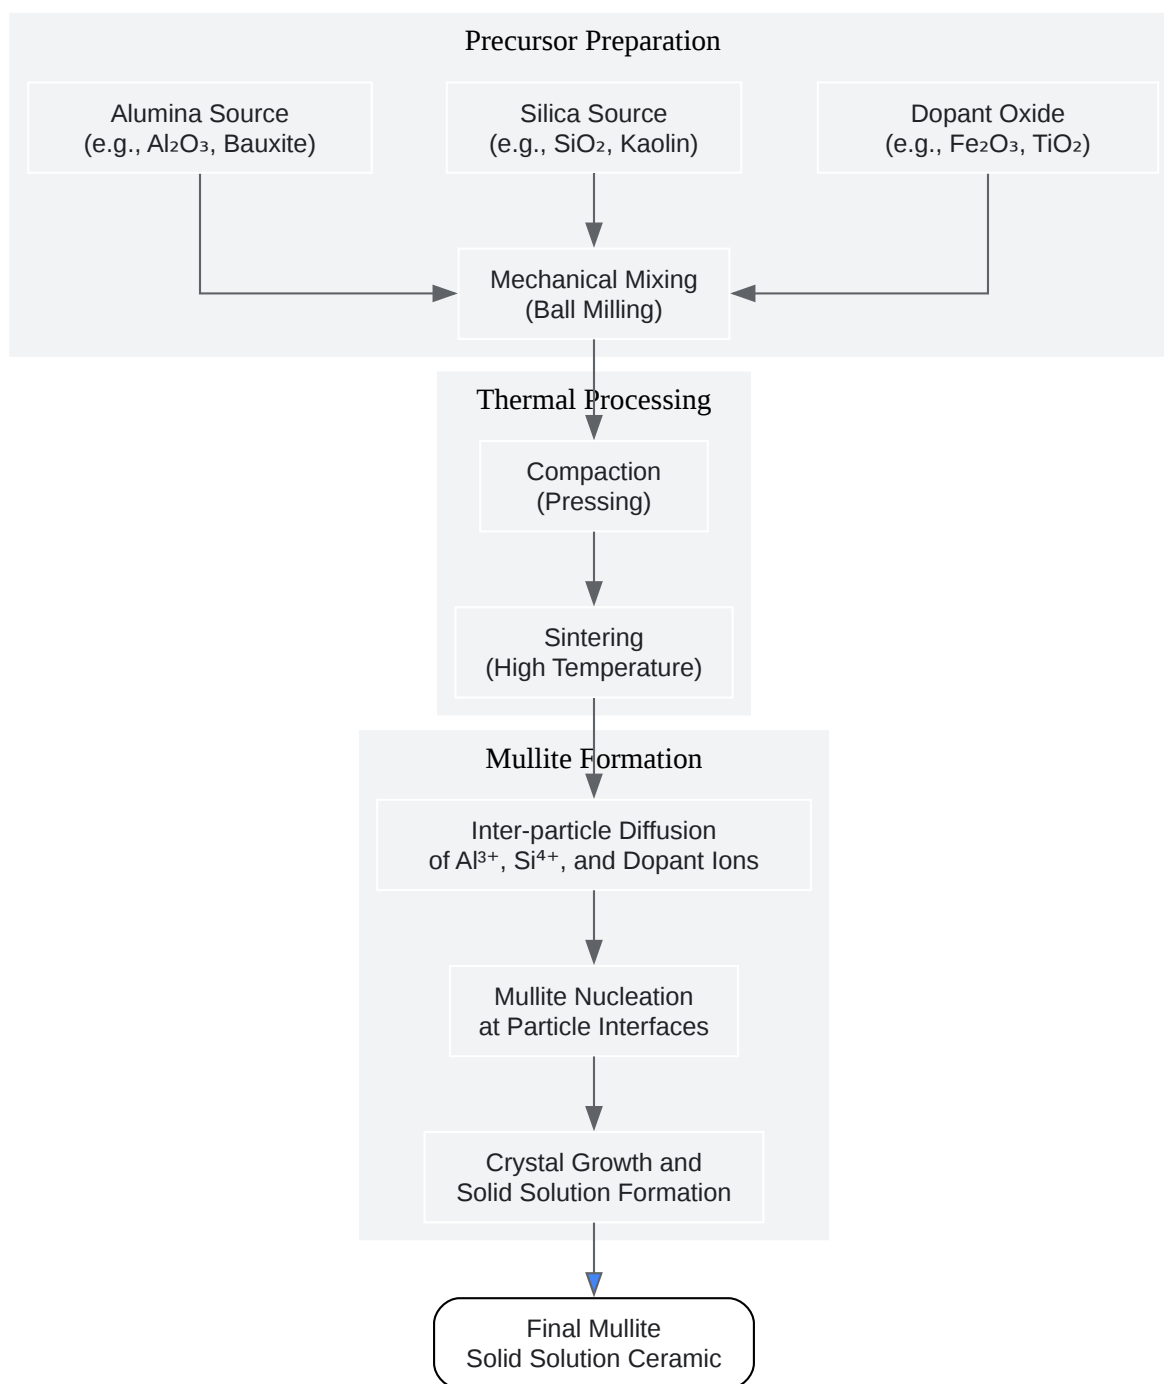 Precursor Preparation
Alumina Source
(e.g., Al₂O₃, Bauxite)
Silica Source
(e.g., SiO₂, Kaolin)
Dopant Oxide
(e.g., Fe₂O₃, TiO₂)
Mechanical Mixing
(Ball Milling)
Thermal Processing
Compaction
(Pressing)
Sintering
(High Temperature)
Mullite Formation
Inter-particle Diffusion
of Al³⁺, Si⁴⁺, and Dopant Ions
Mullite Nucleation
at Particle Interfaces
Crystal Growth and
Solid Solution Formation
Final Mullite
Solid Solution Ceramic